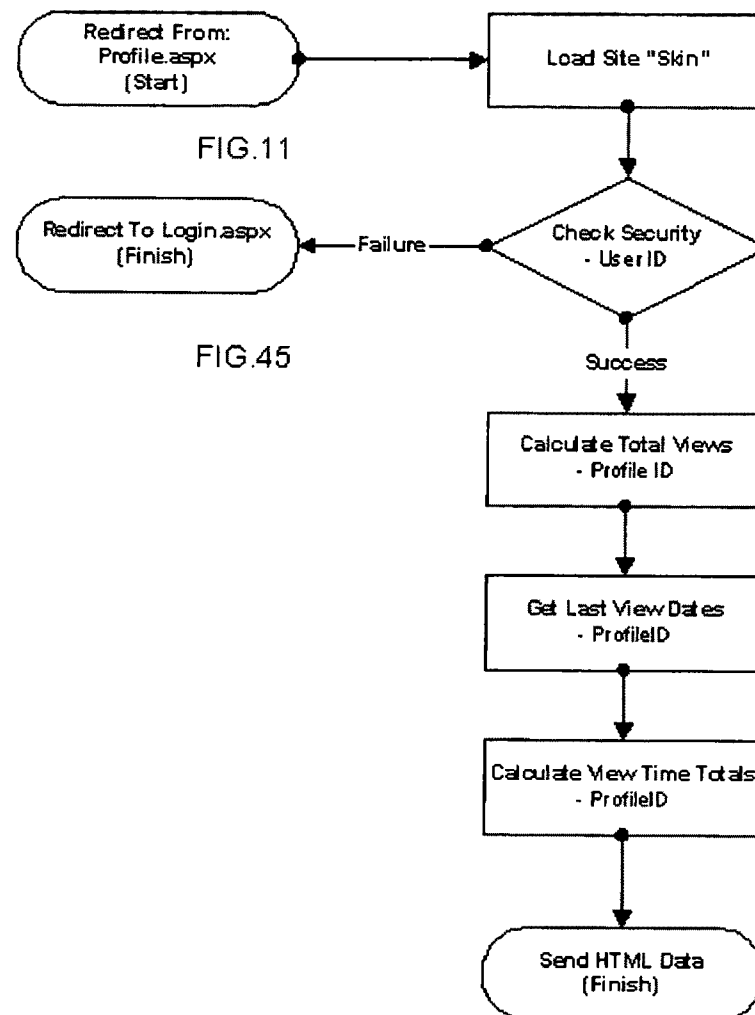 Redirect From:
Profile.aspx
(Start)
Load Site "Skin"
FIG.11
Redirect To Login.aspx
(Finish)
Failure
Check Security
- UserID
FIG.45
Success
Calculate Total Views
- Profile ID
Get Last View Dates
- ProfileID
Calculate View Time Totals
- ProfileID
Send HTML Data
(Finish)